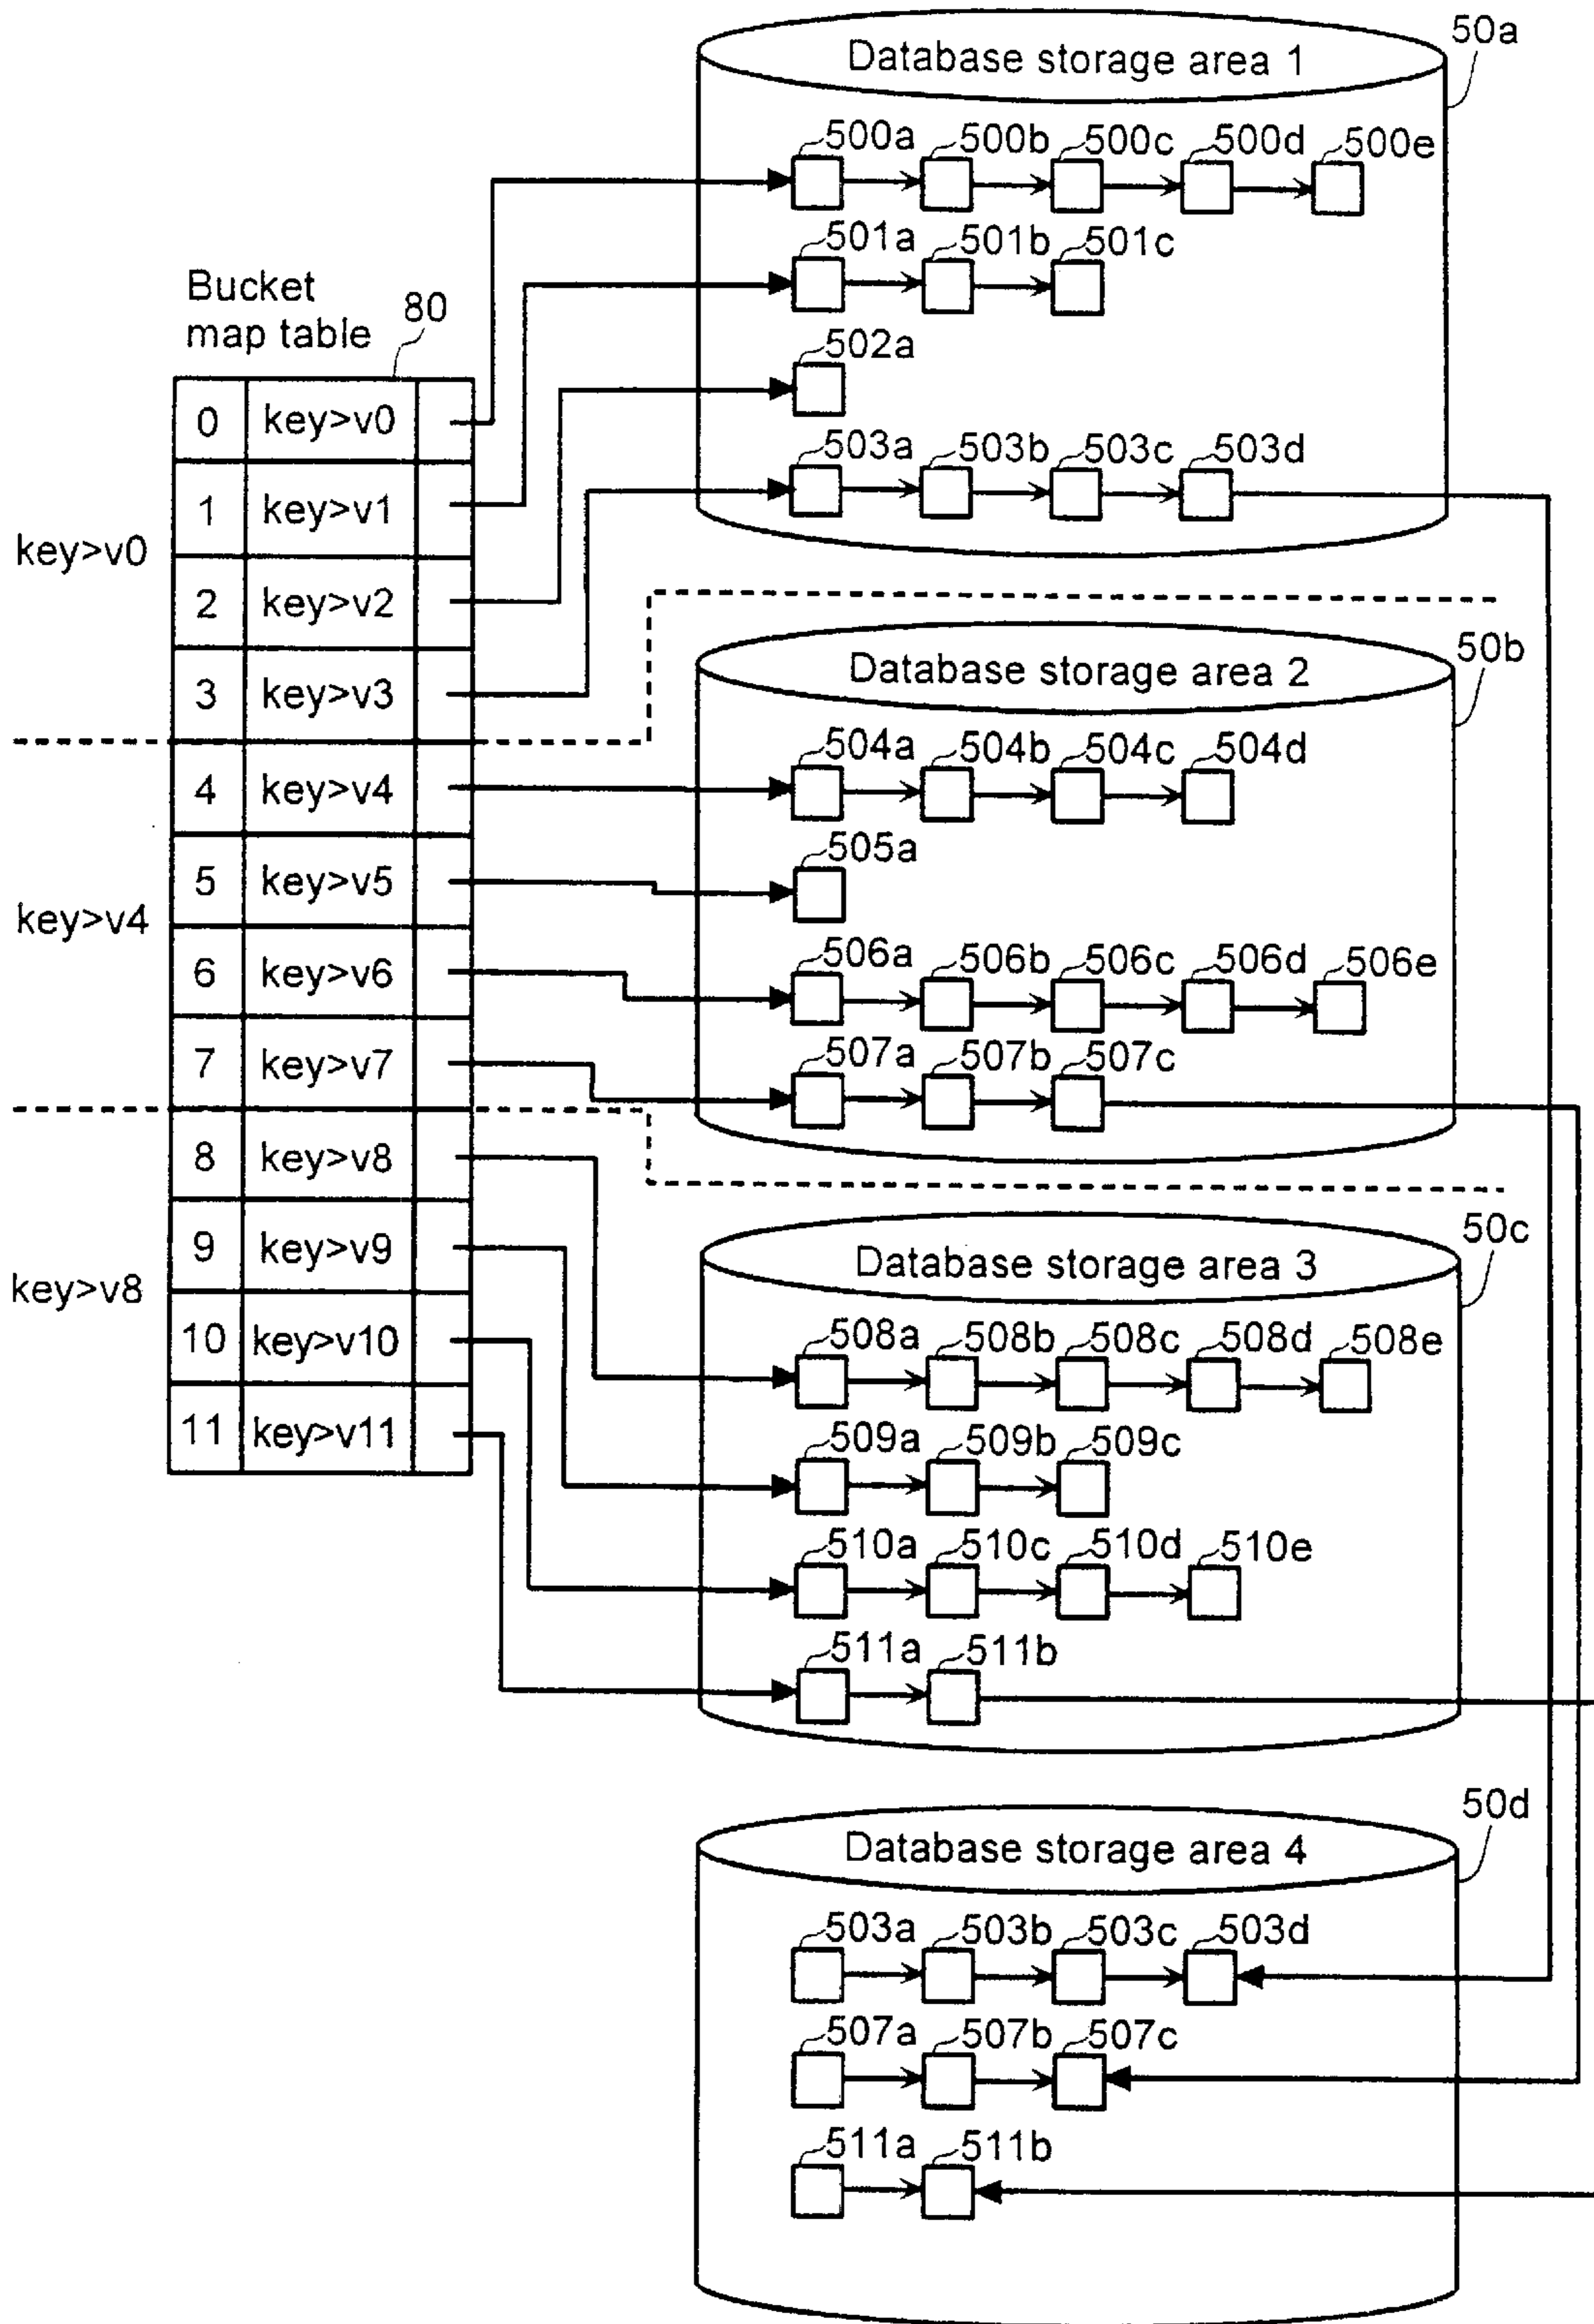 Database storage area 1
50a
500a 500b 500c 500d 500e
501a 501b 501c
502a
503a 503b 503c 503d
Bucket
map table
80
0 key>v0
1 key>v1
2 key>v2
3 key>v3
4 key>v4
5 key>v5
6 key>v6
7 key>v7
8 key>v8
9 key>v9
10 key>v10
11 key>v11
key>v0
key>v4
key>v8
Database storage area 2
50b
504a 504b 504c 504d
505a
506a 506b 506c 506d 506e
507a 507b 507c
Database storage area 3
50c
508a 508b 508c 508d 508e
509a 509b 509c
510a 510c 510d 510e
511a 511b
Database storage area 4
50d
503a 503b 503c 503d
507a 507b 507c
511a 511b